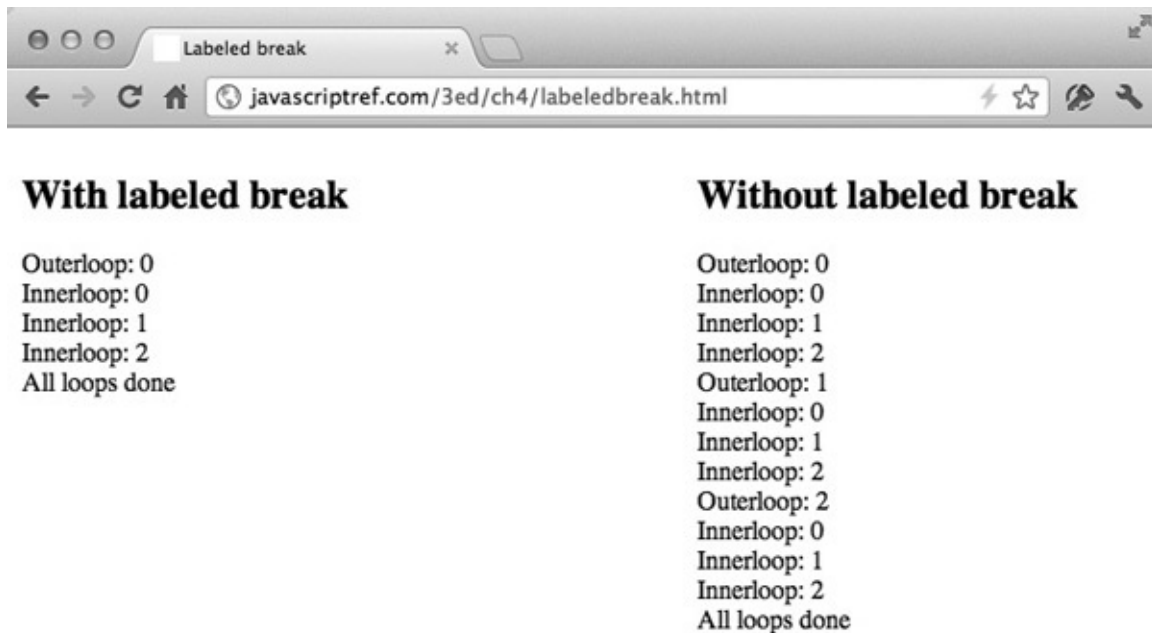 Labeled break
javascriptref.com/3ed/ch4/labeledbreak.html
With labeled break
Outerloop: 0
Innerloop: 0
Innerloop: 1
Innerloop: 2
All loops done
Without labeled break
Outerloop: 0
Innerloop: 0
Innerloop: 1
Innerloop: 2
Outerloop: 1
Innerloop: 0
Innerloop: 1
Innerloop: 2
Outerloop: 2
Innerloop: 0
Innerloop: 1
Innerloop: 2
All loops done